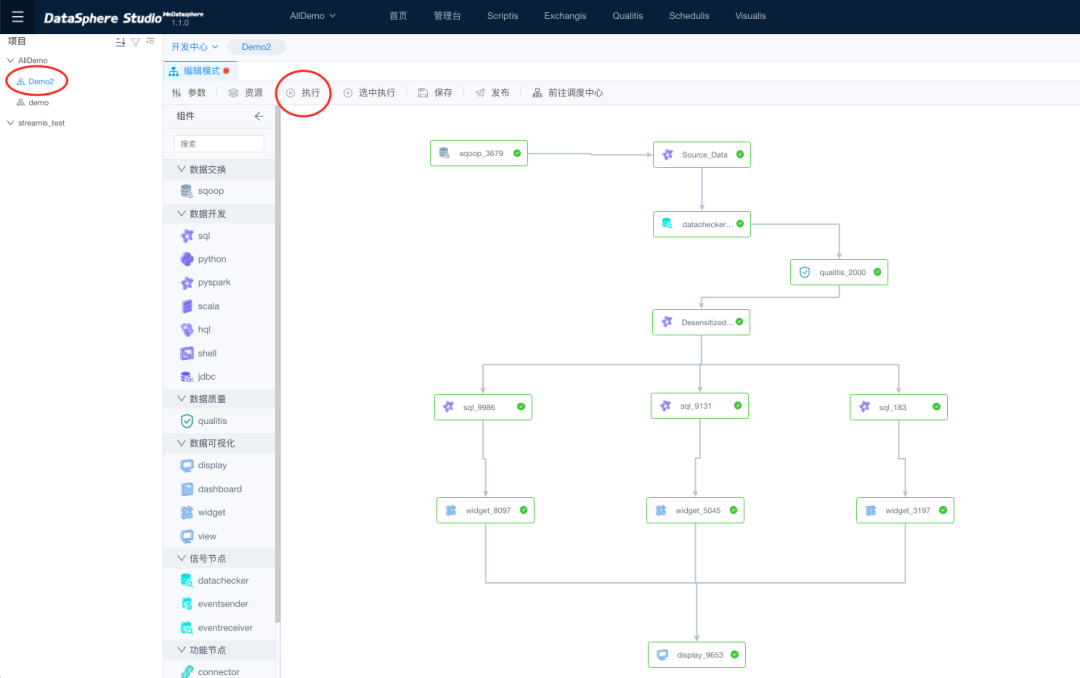 DataSphere Studio WeDatasphere 1.1.0
AllDemo
首页
管理台
Scriptis
Exchangis
Qualitis
Schedulis
Visualis
项目
AllDemo
Demo2
demo
streamis_test
开发中心
Demo2
编辑模式
参数
资源
执行
选中执行
保存
发布
前往调度中心
组件
搜索
数据交换
sqoop
数据开发
sql
python
pyspark
scala
hql
shell
jdbc
数据质量
qualitis
数据可视化
display
dashboard
widget
view
信号节点
datachecker
eventsender
eventreceiver
功能节点
connector
sqoop_3679
Source_Data
datachecker...
qualitis_2000
Desensitized...
sql_9986
sql_9131
sql_183
widget_8097
widget_5045
widget_3197
display_9653